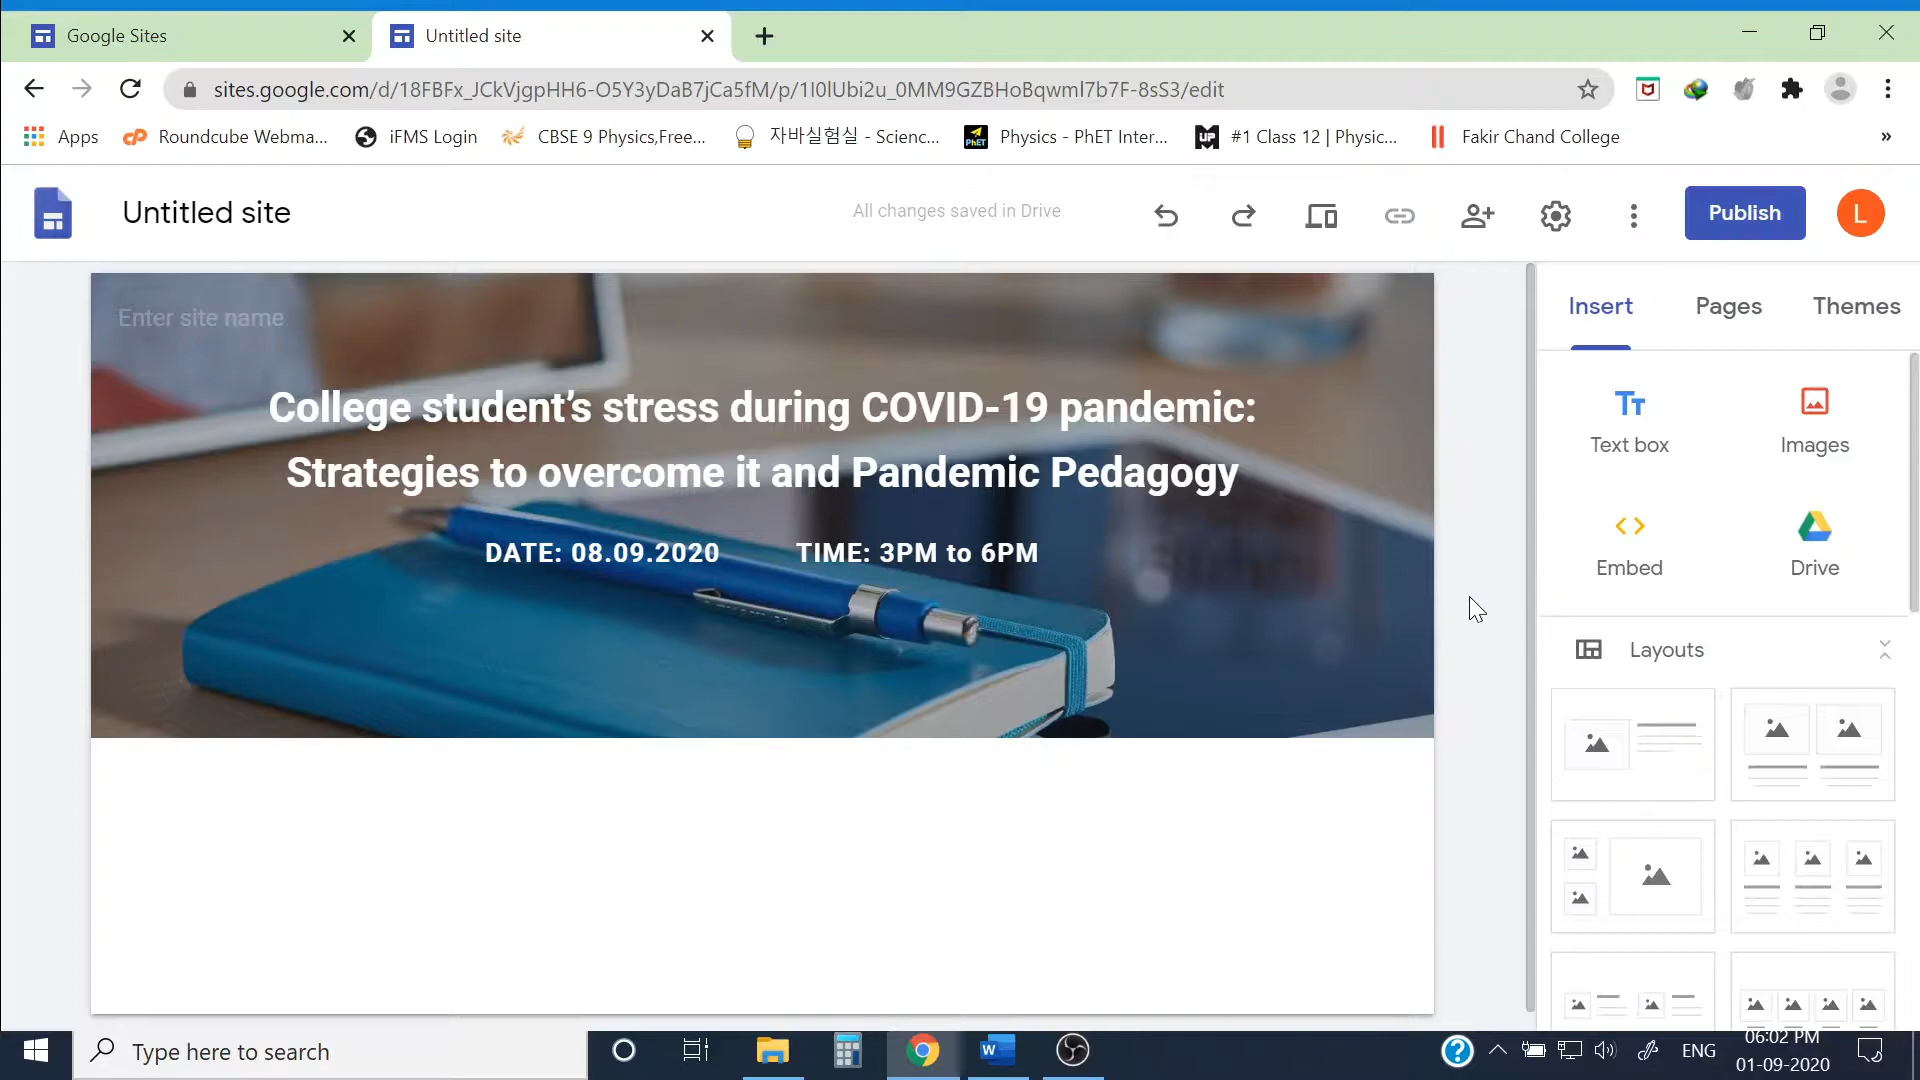 Google Sites
Untitled site
sites.google.com/d/18FBFx_JCkVjgpHH6-O5Y3yDaB7jCa5fM/p/1I0lUbi2u_0MM9GZBHoBqwml7b7F-8sS3/edit
Apps
Roundcube Webma...
iFMS Login
CBSE 9 Physics,Free...
자바실험실 - Scienc...
Physics - PhET Inter...
#1 Class 12 | Physic...
Fakir Chand College
»
Untitled site
All changes saved in Drive
Publish
L
Enter site name
College student’s stress during COVID-19 pandemic:
Strategies to overcome it and Pandemic Pedagogy
DATE: 08.09.2020 TIME: 3PM to 6PM
Insert
Pages
Themes
Text box
Images
Embed
Drive
Layouts
Type here to search
ENG
06:02 PM
01-09-2020